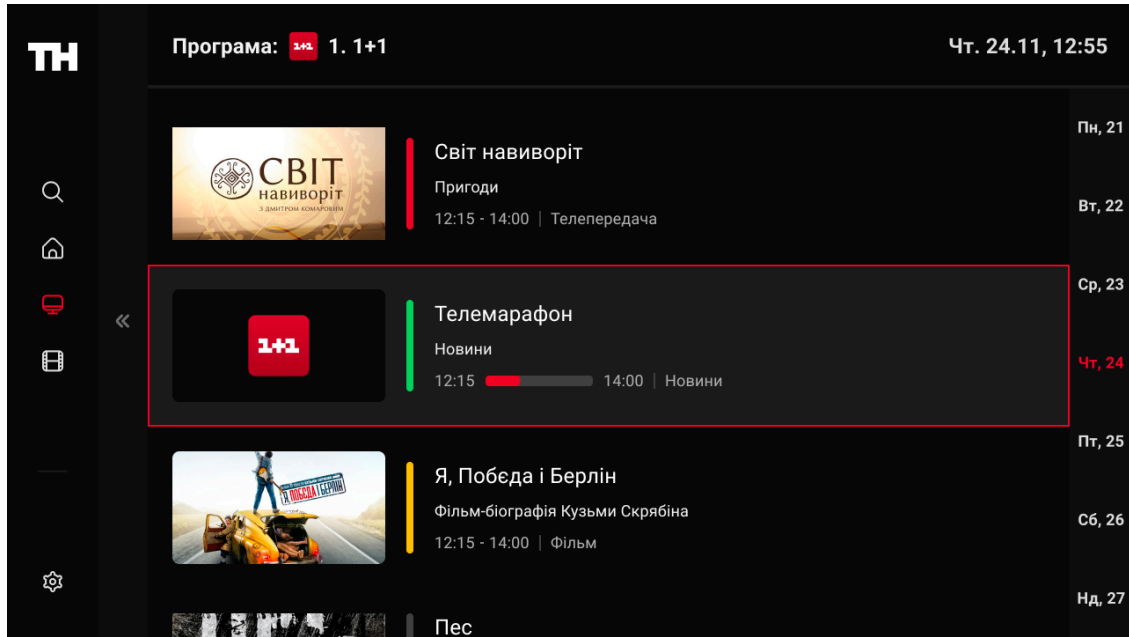 ТН
Програма: 1+1 1. 1+1
Чт. 24.11, 12:55
СВІТ
навиворіт
З ДМИТРОМ КОМАРОВИМ
Світ навиворіт
Пригоди
12:15 - 14:00 | Телепередача
1+1
Телемарафон
Новини
12:15 14:00 | Новини
Я ПОБЄДА І БЕРЛІН
Я, Побєда і Берлін
Фільм-біографія Кузьми Скрябіна
12:15 - 14:00 | Фільм
Пес
Пн, 21
Вт, 22
Ср, 23
Чт, 24
Пт, 25
Сб, 26
Нд, 27